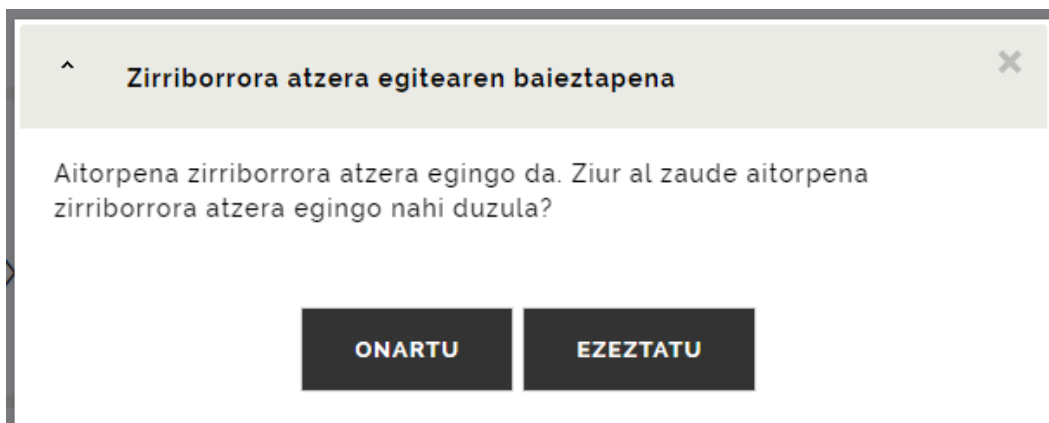 Zirriborrora atzera egitearen baieztapena
Aitorpena zirriborrora atzera egingo da. Ziur al zaude aitorpena
zirriborrora atzera egingo nahi duzula?
ONARTU EZEZTATU